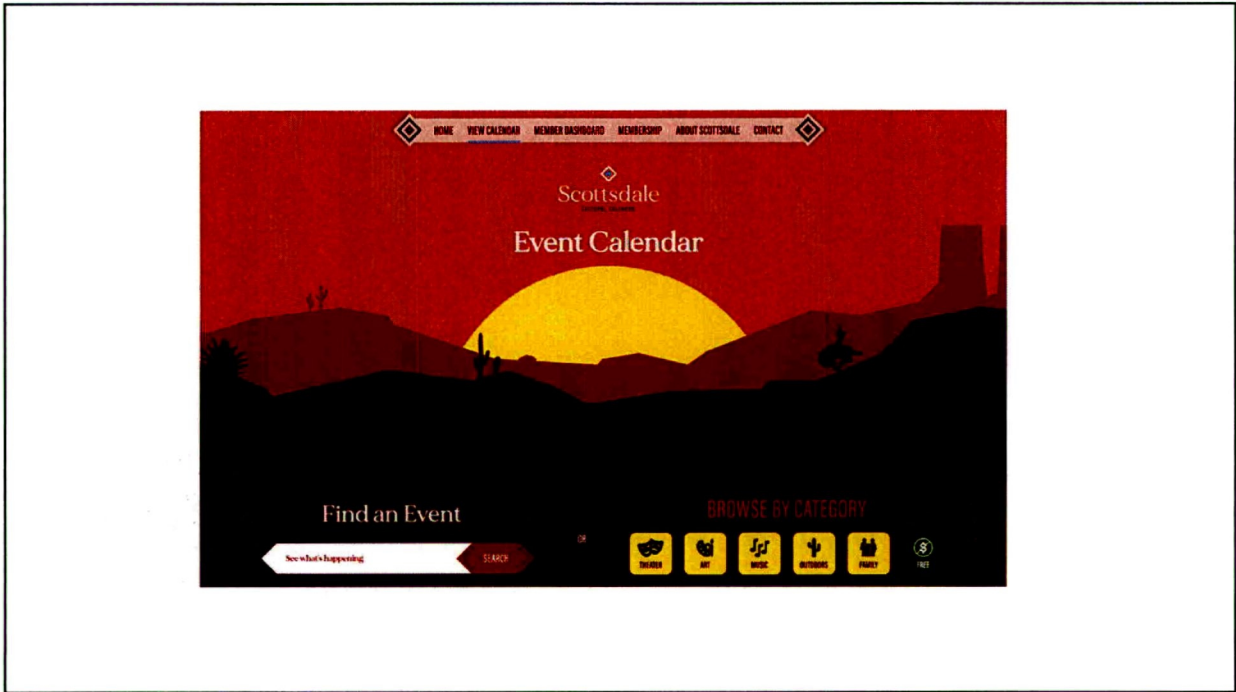 HOME VIEW CALENDAR MEMBER DASHBOARD MEMBERSHIP ABOUT SCOTTSDALE CONTACT
Scottsdale
Event Calendar
Find an Event
BROWSE BY CATEGORY
See what's happening
SEARCH
OR
THEATER
ART
MUSIC
OUTDOORS
FAMILY
FREE